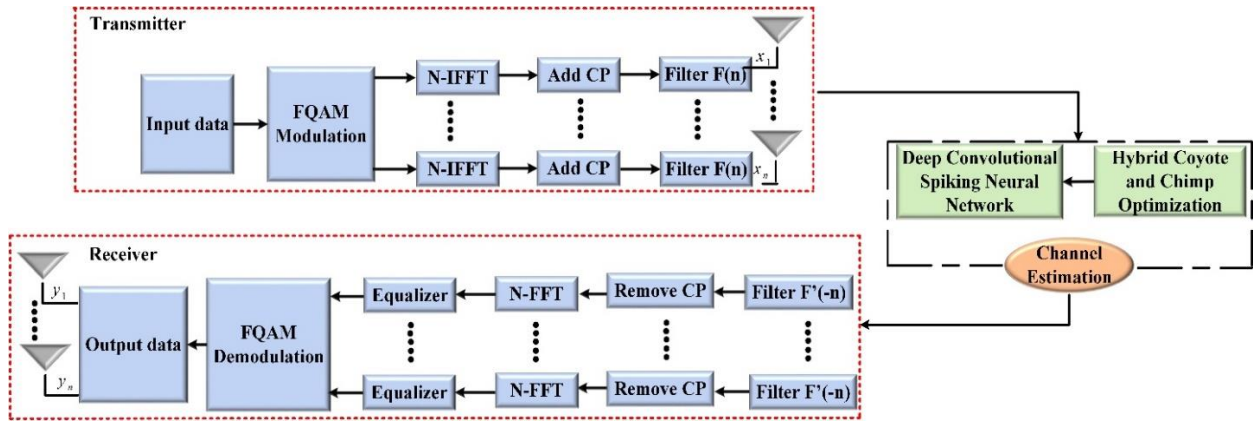 Transmitter
Input data
FQAM
Modulation
N-IFFT
Add CP
Filter F(n)
x1
N-IFFT
Add CP
Filter F(n)
xn
Deep Convolutional
Spiking Neural
Network
Hybrid Coyote
and Chimp
Optimization
Channel
Estimation
Receiver
y1
yn
Output data
FQAM
Demodulation
Equalizer
N-FFT
Remove CP
Filter F’(-n)
Equalizer
N-FFT
Remove CP
Filter F’(-n)